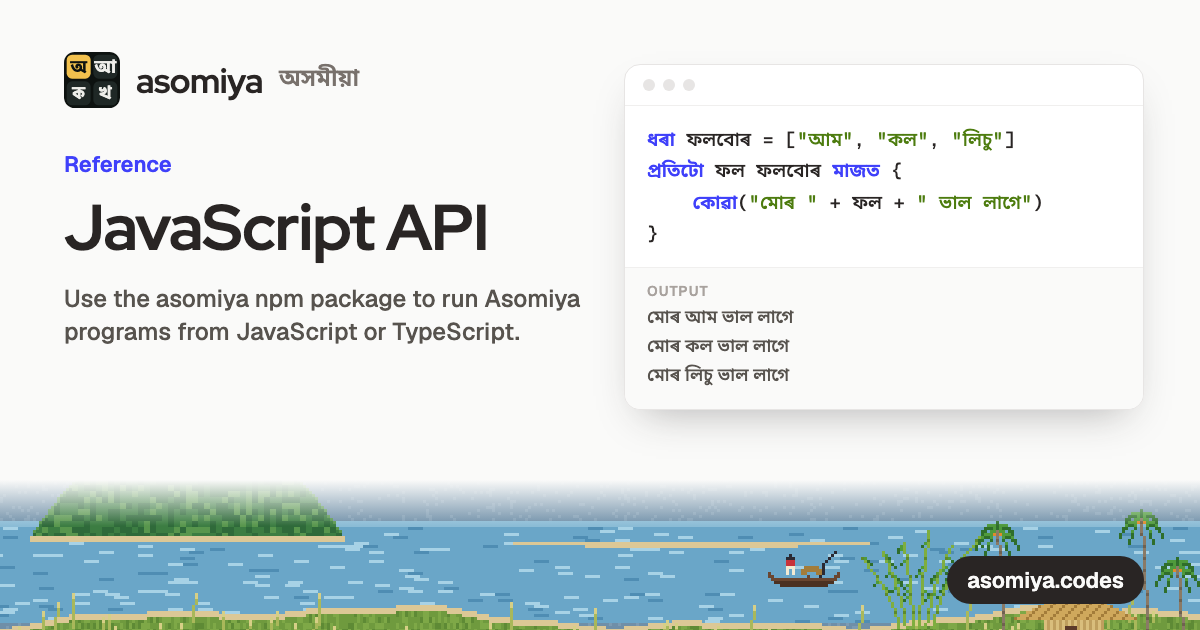 অ আ
ক খ
asomiya অসমীয়া
Reference
JavaScript API
Use the asomiya npm package to run Asomiya
programs from JavaScript or TypeScript.
ধৰা ফলবোৰ = ["আম", "কল", "লিচু"]
প্ৰতিটো ফল ফলবোৰ মাজত {
কোৱা("মোৰ " + ফল + " ভাল লাগে")
}
OUTPUT
মোৰ আম ভাল লাগে
মোৰ কল ভাল লাগে
মোৰ লিচু ভাল লাগে
asomiya.codes